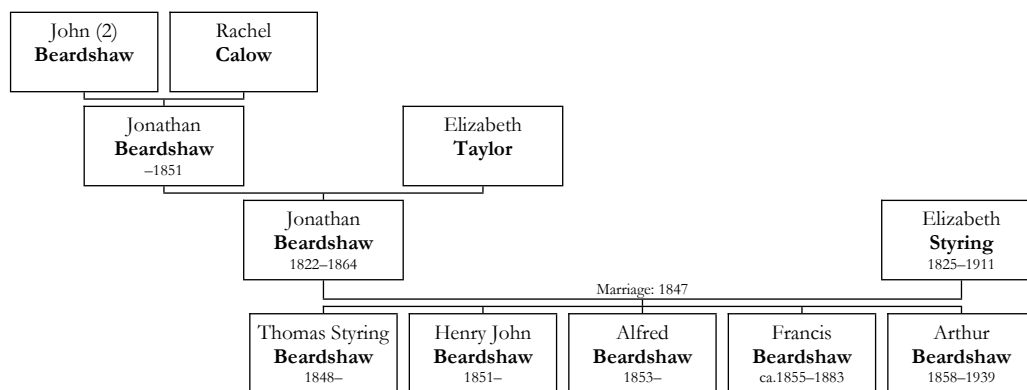 John (2)
Beardshaw
Rachel
Calow
Jonathan
Beardshaw
–1851
Elizabeth
Taylor
Jonathan
Beardshaw
1822–1864
Elizabeth
Styring
1825–1911
Marriage: 1847
Thomas Styring
Beardshaw
1848–
Henry John
Beardshaw
1851–
Alfred
Beardshaw
1853–
Francis
Beardshaw
ca.1855–1883
Arthur
Beardshaw
1858–1939